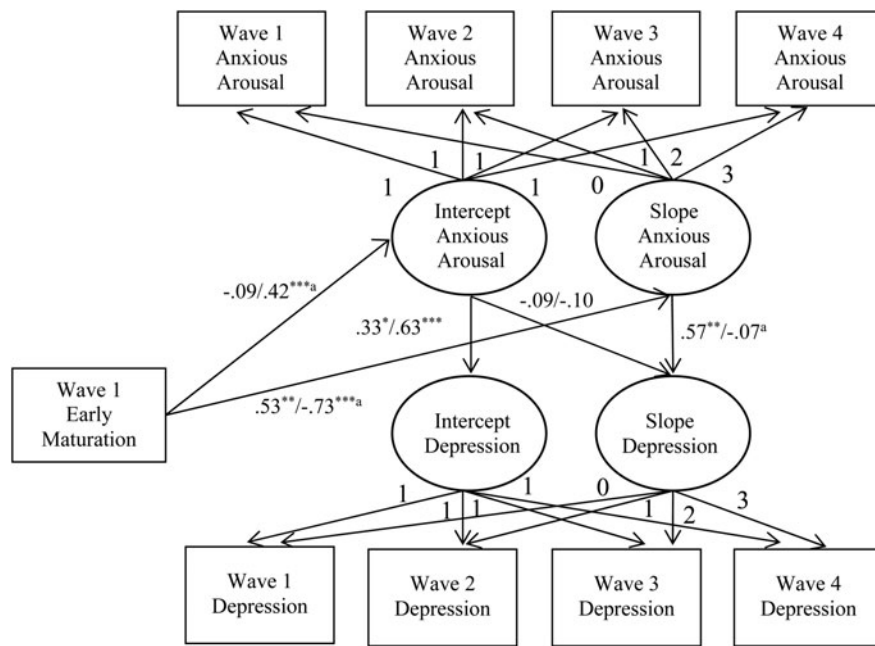 Wave 1
Anxious
Arousal
Wave 2
Anxious
Arousal
Wave 3
Anxious
Arousal
Wave 4
Anxious
Arousal
1
1
1
1
0
1
2
3
Intercept
Anxious
Arousal
Slope
Anxious
Arousal
-.09/.42***a
-.09/-.10
.33*/.63***
.57**/-.07a
Wave 1
Early
Maturation
.53**/-.73***a
Intercept
Depression
Slope
Depression
1
1
1
1
0
1
2
3
Wave 1
Depression
Wave 2
Depression
Wave 3
Depression
Wave 4
Depression